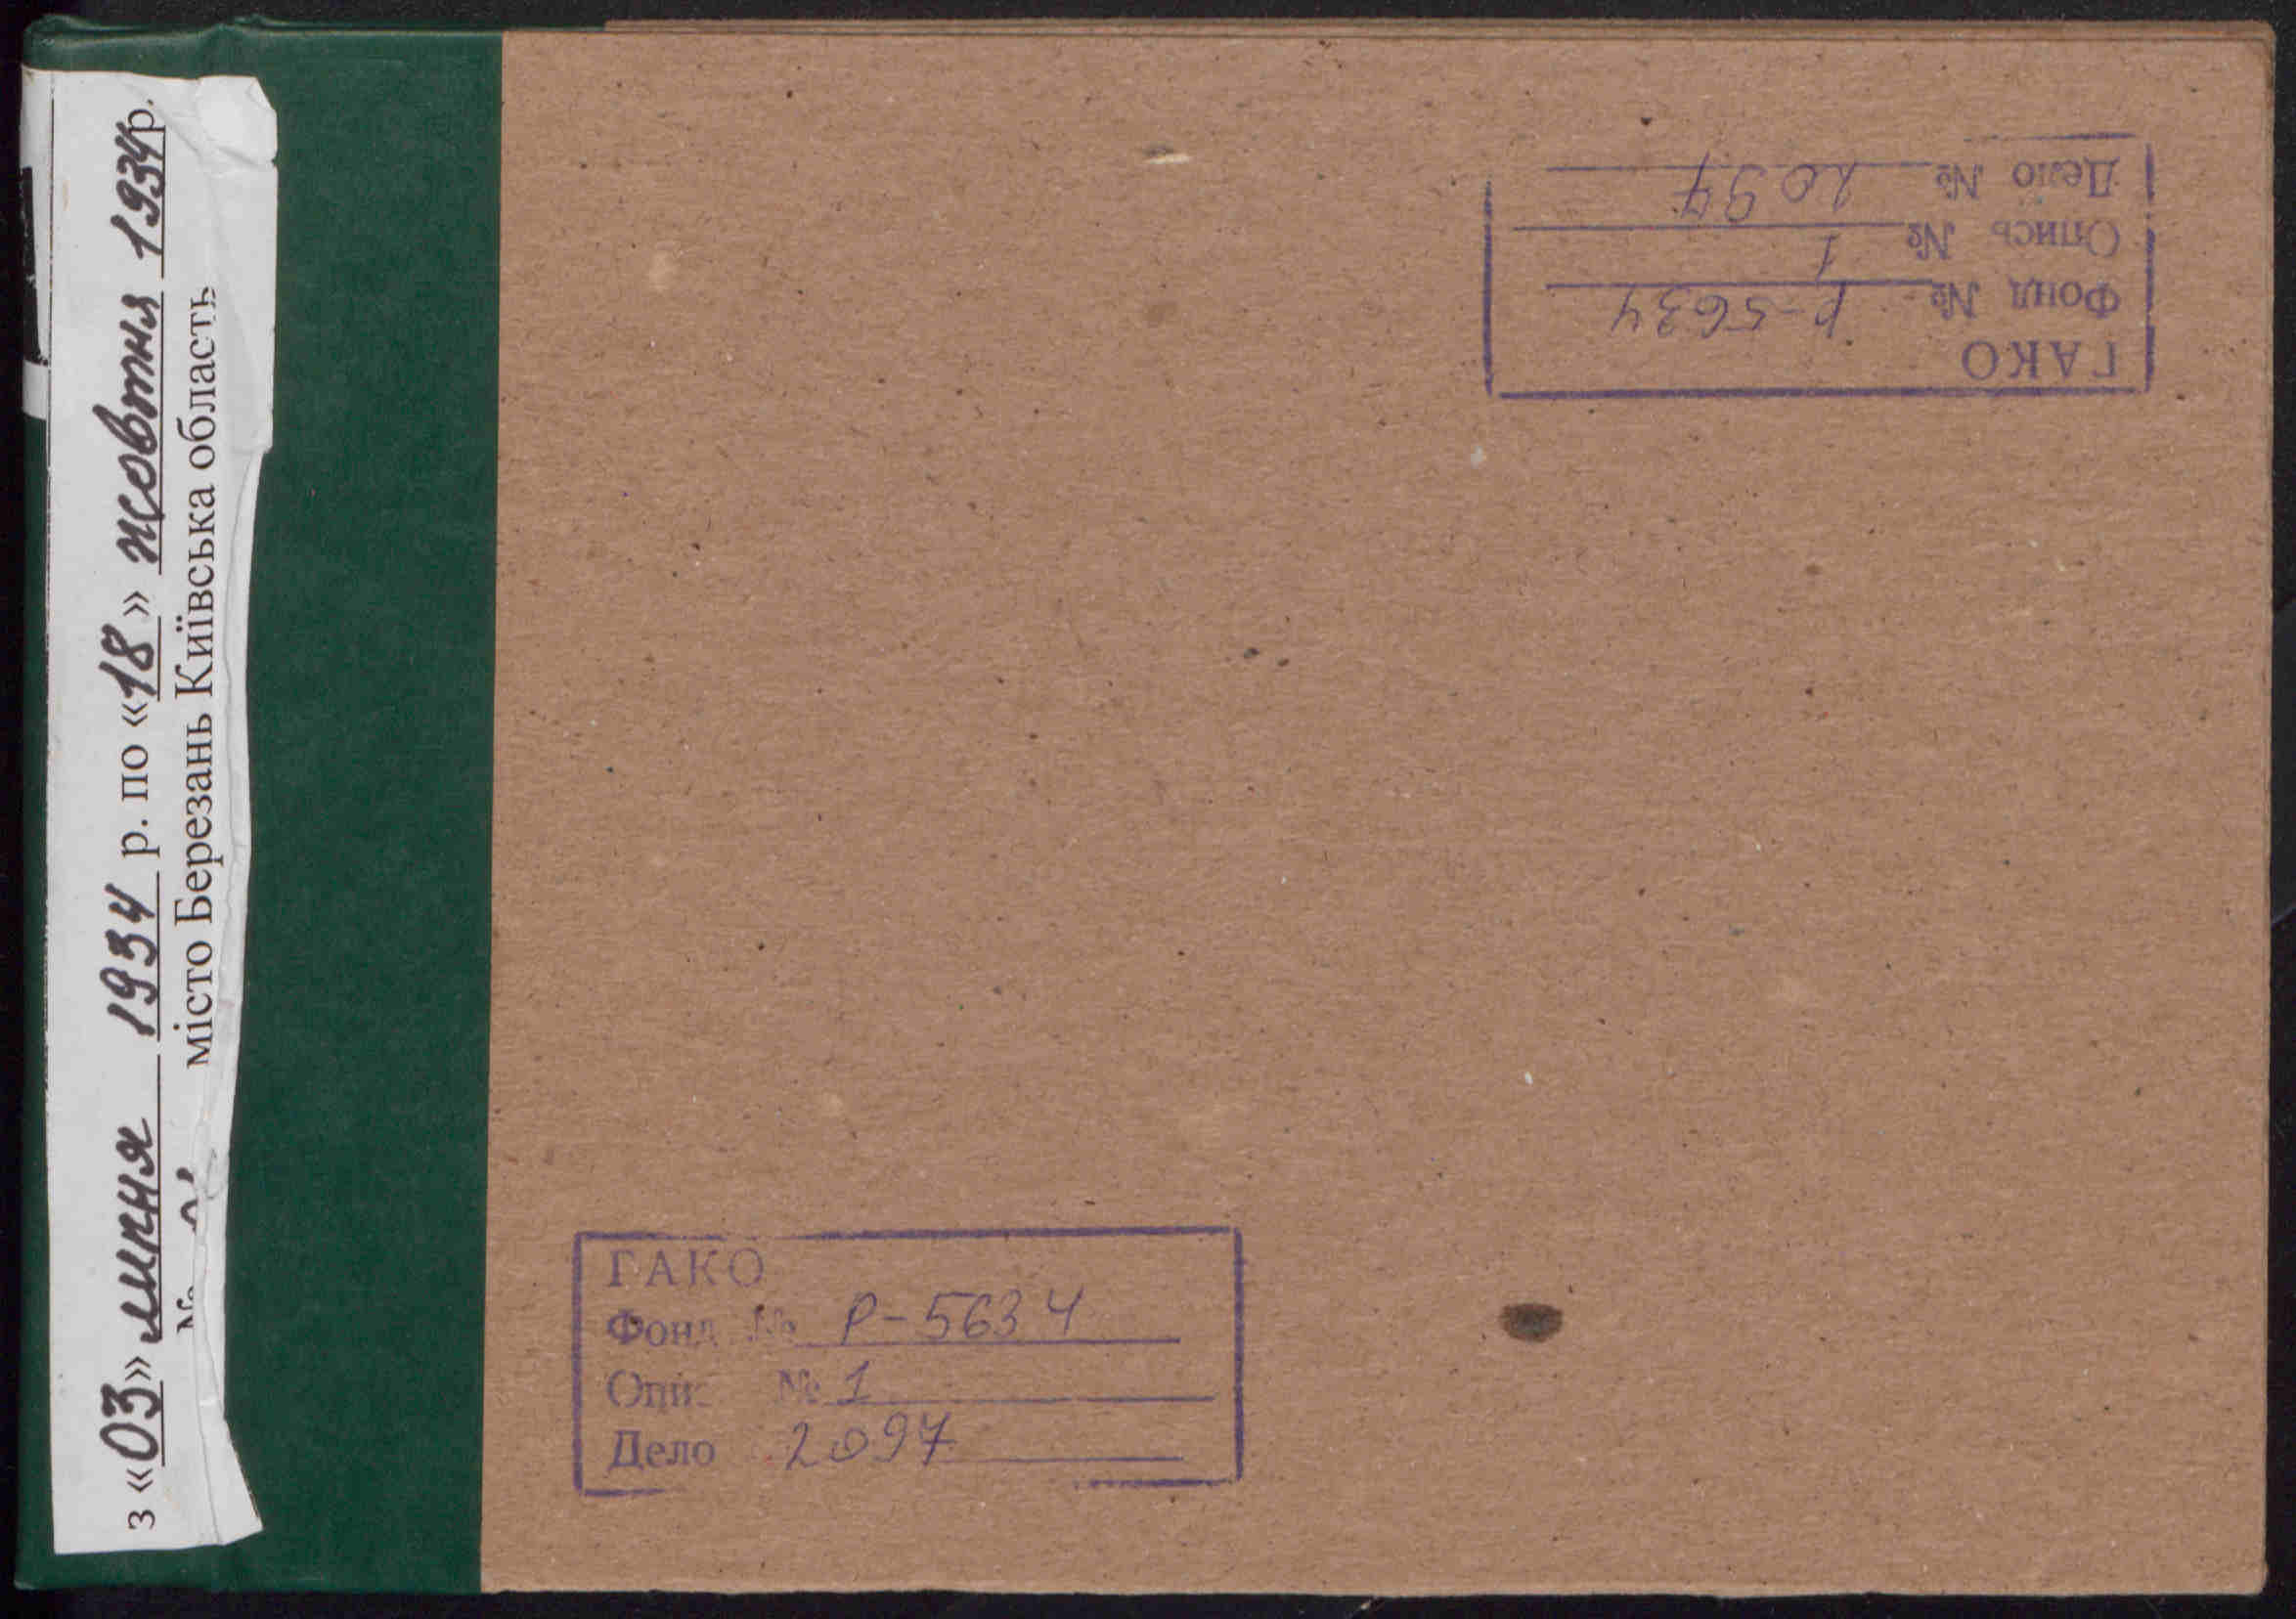 з «03» липня 1934 р. по «18» жовтня 1934 р.
місто Березань Київська область
ГАКО
Фонд № Р-5634
Опись № 1
Дело № 2097
ГАКО
Фонд № Р-5634
Опис № 1
Дело 2097